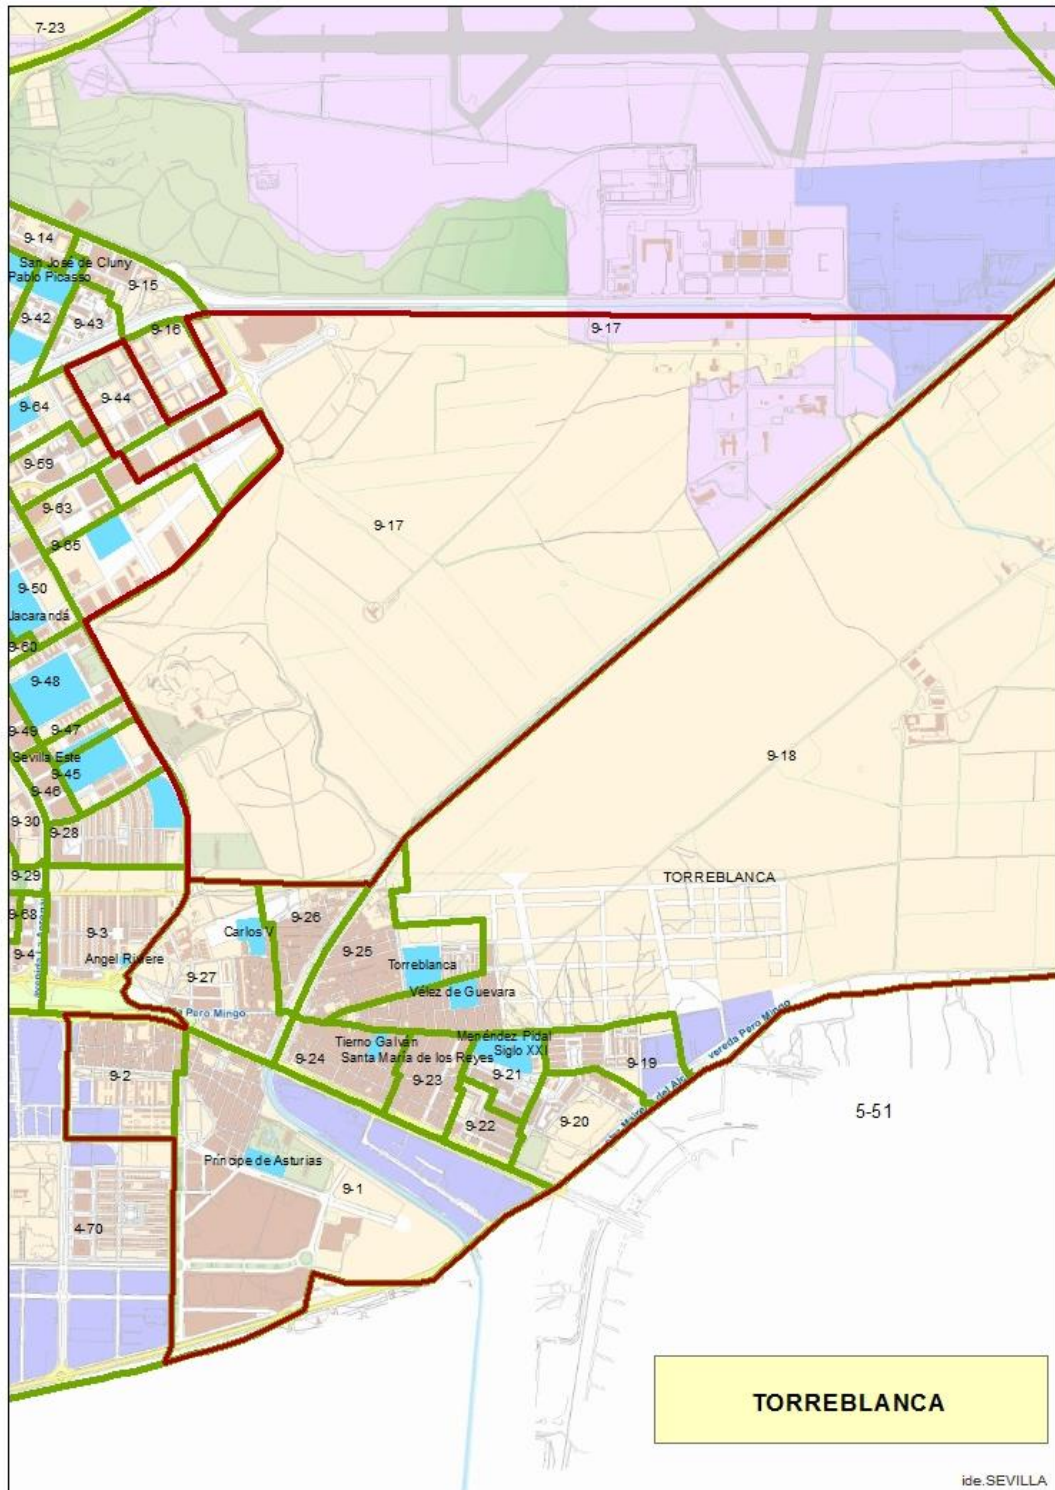 7-23
9-14
San José de Cluny
Pablo Picasso
9-15
9-42
9-43
9-16
9-17
9-44
9-64
9-59
9-63
9-17
9-65
9-50
Jacarandá
9-60
9-48
9-49
9-47
Sevilla Este
9-45
9-46
9-18
9-30
9-28
9-29
TORREBLANCA
9-68
9-26
9-3
Carlos V
9-25
9-4
Angel Riviere
Torreblanca
9-27
Vélez de Guevara
Pero Mingo
vereda Pero Mingo
Tierno Galván
Menéndez Pidal
Siglo XXI
9-24
Santa María de los Reyes
9-19
9-2
9-23
9-21
9-22
9-20
5-51
Príncipe de Asturias
9-1
4-70
TORREBLANCA
ide.SEVILLA